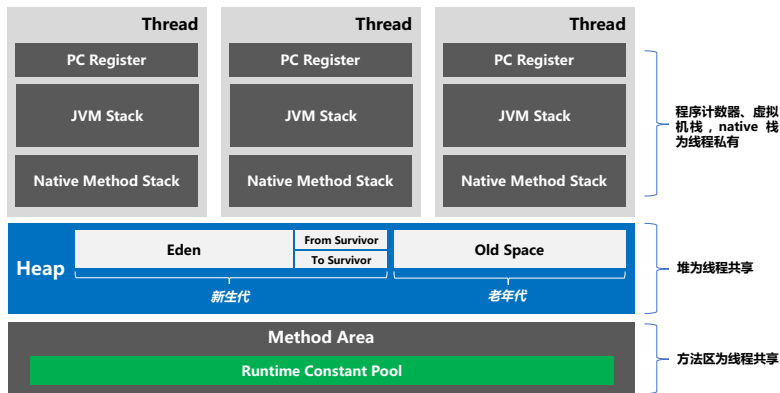 Thread
Thread
Thread
PC Register
PC Register
PC Register
JVM Stack
JVM Stack
JVM Stack
Native Method Stack
Native Method Stack
Native Method Stack
程序计数器、虚拟
机栈，native 栈
为线程私有
Heap
Eden
From Survivor
To Survivor
Old Space
新生代
老年代
堆为线程共享
Method Area
Runtime Constant Pool
方法区为线程共享